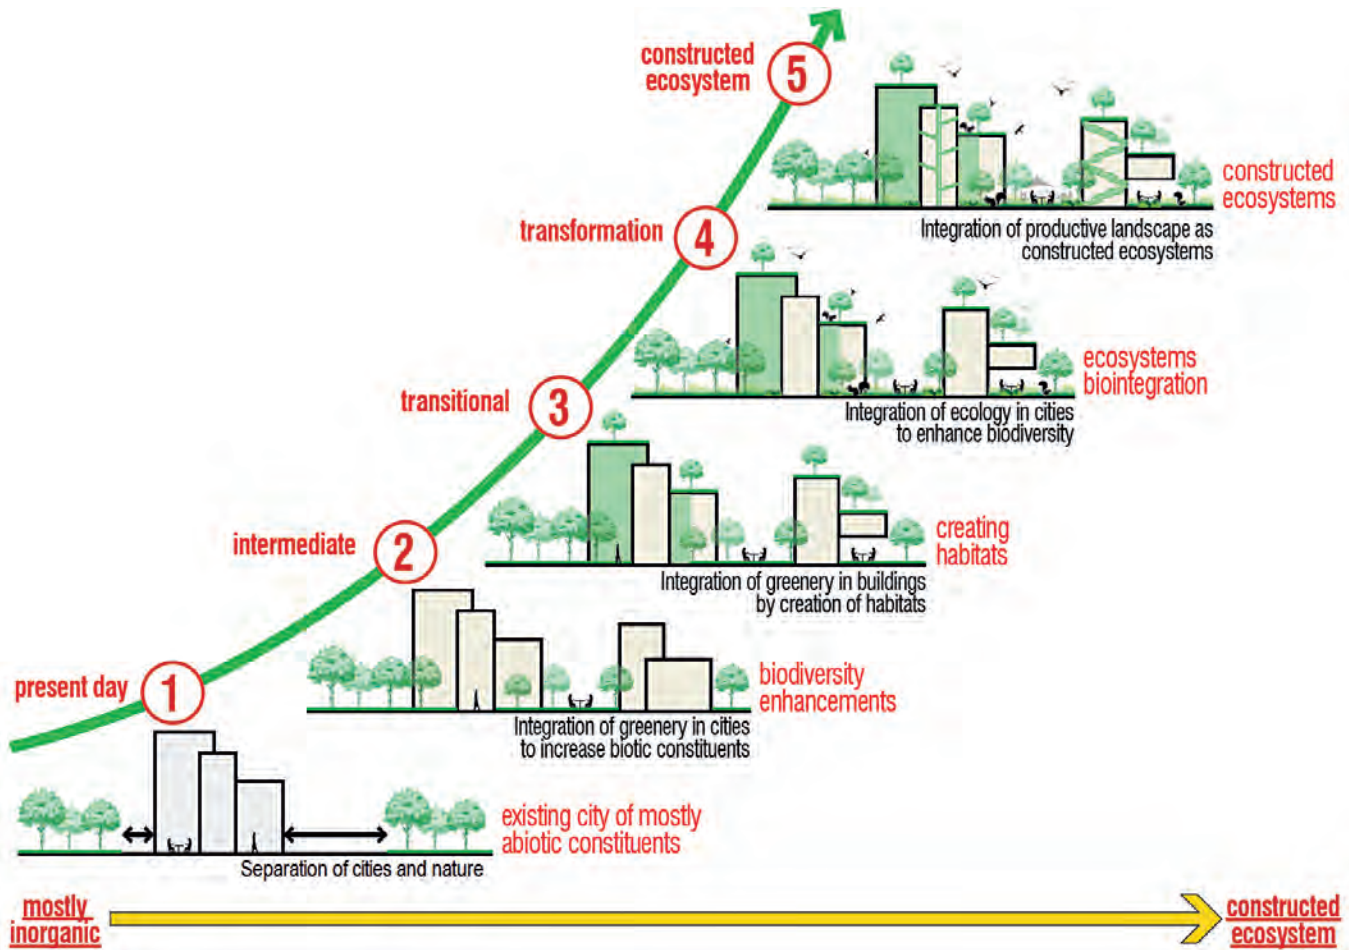 constructed
ecosystem
5
constructed
ecosystems
Integration of productive landscape as
constructed ecosystems
transformation
4
ecosystems
biointegration
Integration of ecology in cities
to enhance biodiversity
transitional
3
creating
habitats
Integration of greenery in buildings
by creation of habitats
intermediate
2
biodiversity
enhancements
Integration of greenery in cities
to increase biotic constituents
present day
1
existing city of mostly
abiotic constituents
Separation of cities and nature
mostly
inorganic
constructed
ecosystem